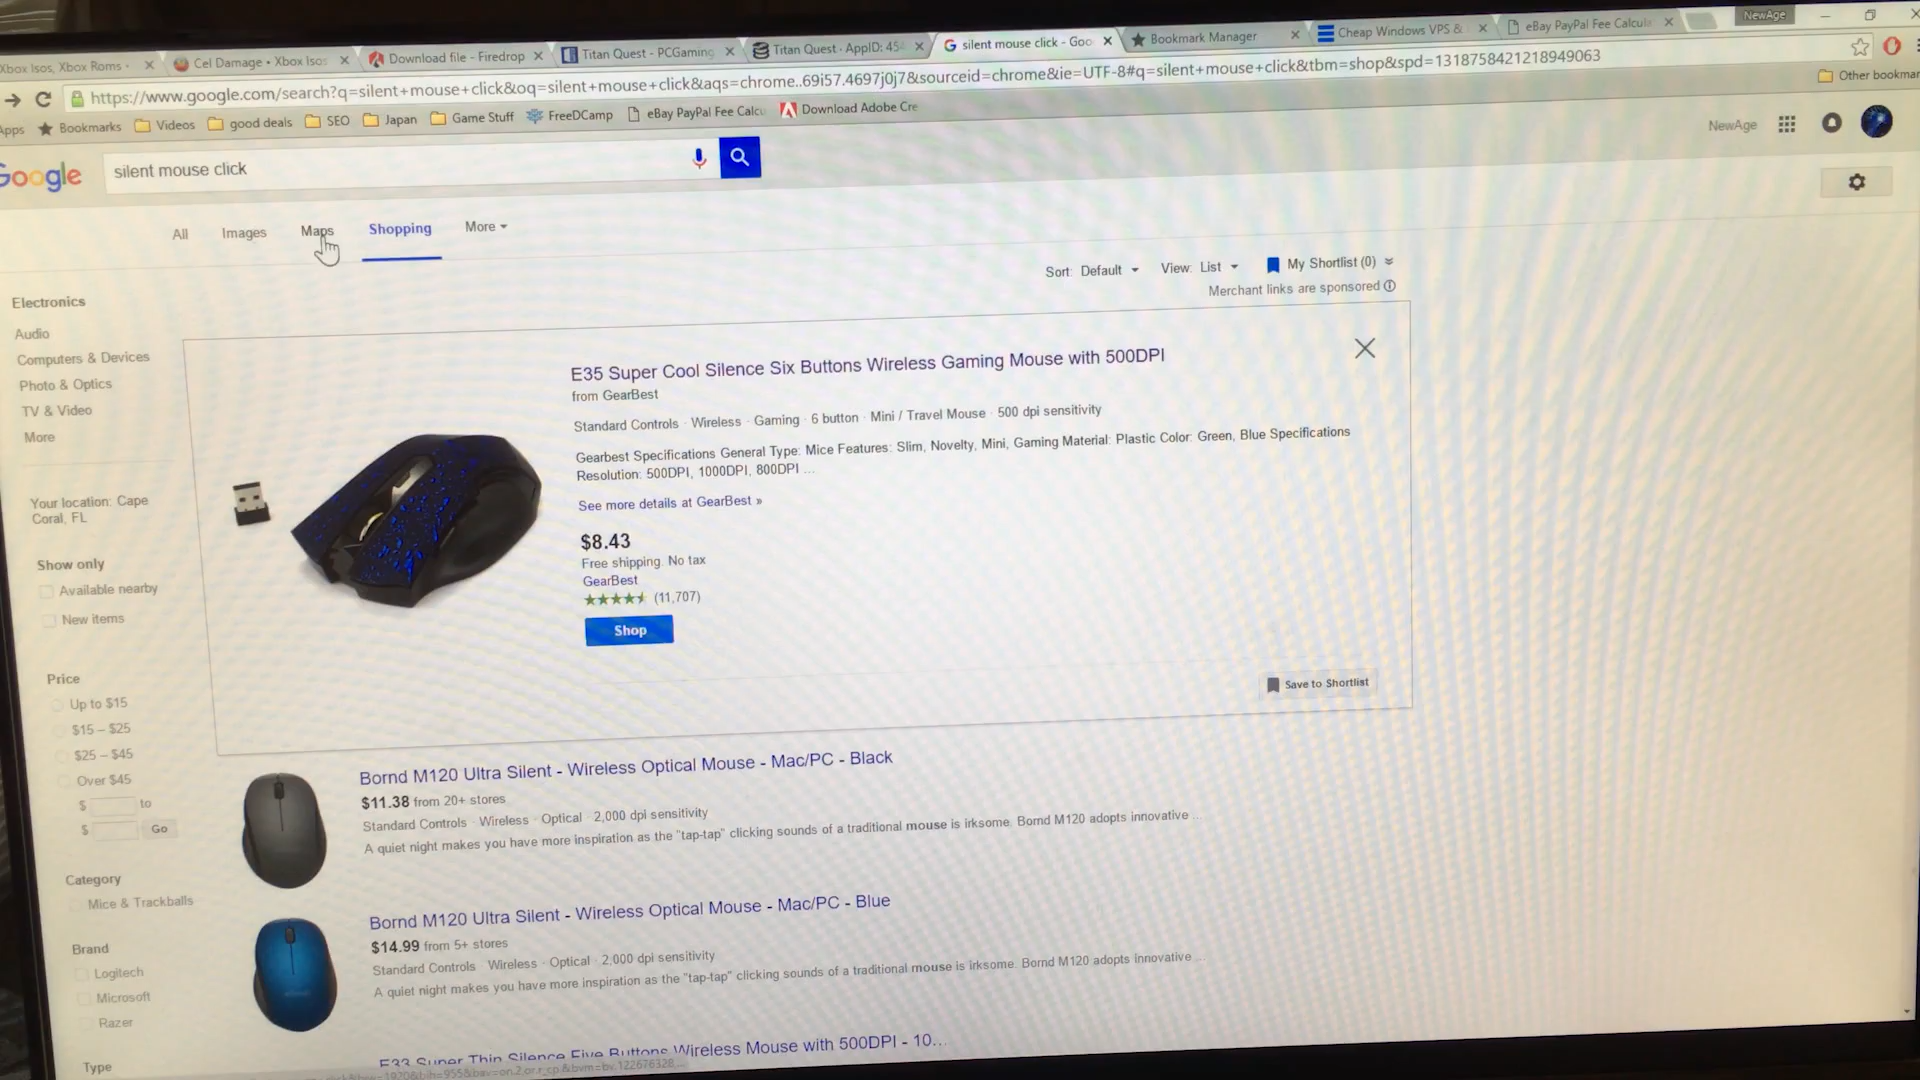 NewAge
Xbox Isos, Xbox Roms -
Cel Damage • Xbox Isos
Download file - Firedrop
Titan Quest - PCGaming
Titan Quest · AppID: 45
silent mouse click - Goo
Bookmark Manager
Cheap Windows VPS &
eBay PayPal Fee Calcula
https://www.google.com/search?q=silent+mouse+click&oq=silent+mouse+click&aqs=chrome..69i57.4697j0j7&sourceid=chrome&ie=UTF-8#q=silent+mouse+click&tbm=shop&spd=1318758421218949063
Apps
Bookmarks
Videos
good deals
SEO
Japan
Game Stuff
FreeDCamp
eBay PayPal Fee Calcu
Download Adobe Cre
Other bookmar
Google
silent mouse click
NewAge
All
Images
Maps
Shopping
More
Sort: Default
View: List
My Shortlist (0)
Merchant links are sponsored
Electronics
Audio
Computers & Devices
Photo & Optics
TV & Video
More
Your location: Cape
Coral, FL
Show only
Available nearby
New items
Price
Up to $15
$15 – $25
$25 – $45
Over $45
$ to
$ Go
Category
Mice & Trackballs
Brand
Logitech
Microsoft
Razer
Type
E35 Super Cool Silence Six Buttons Wireless Gaming Mouse with 500DPI
from GearBest
Standard Controls · Wireless · Gaming · 6 button · Mini / Travel Mouse · 500 dpi sensitivity
Gearbest Specifications General Type: Mice Features: Slim, Novelty, Mini, Gaming Material: Plastic Color: Green, Blue Specifications
Resolution: 500DPI, 1000DPI, 800DPI ...
See more details at GearBest »
$8.43
Free shipping. No tax
GearBest
(11,707)
Shop
Save to Shortlist
Bornd M120 Ultra Silent - Wireless Optical Mouse - Mac/PC - Black
$11.38 from 20+ stores
Standard Controls · Wireless · Optical · 2,000 dpi sensitivity
A quiet night makes you have more inspiration as the "tap-tap" clicking sounds of a traditional mouse is irksome. Bornd M120 adopts innovative ...
Bornd M120 Ultra Silent - Wireless Optical Mouse - Mac/PC - Blue
$14.99 from 5+ stores
Standard Controls · Wireless · Optical · 2,000 dpi sensitivity
A quiet night makes you have more inspiration as the "tap-tap" clicking sounds of a traditional mouse is irksome. Bornd M120 adopts innovative ...
E33 Super Thin Silence Five Buttons Wireless Mouse with 500DPI - 10...